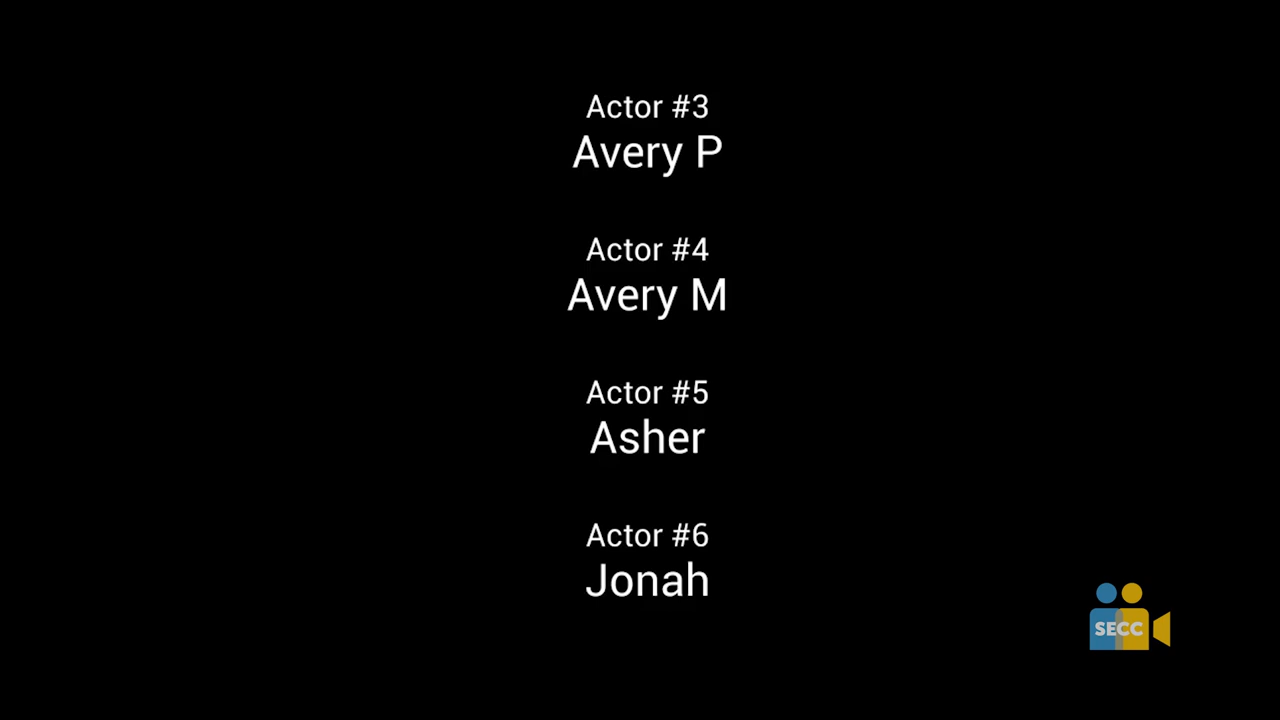 Actor #3
Avery P
Actor #4
Avery M
Actor #5
Asher
Actor #6
Jonah
SECC